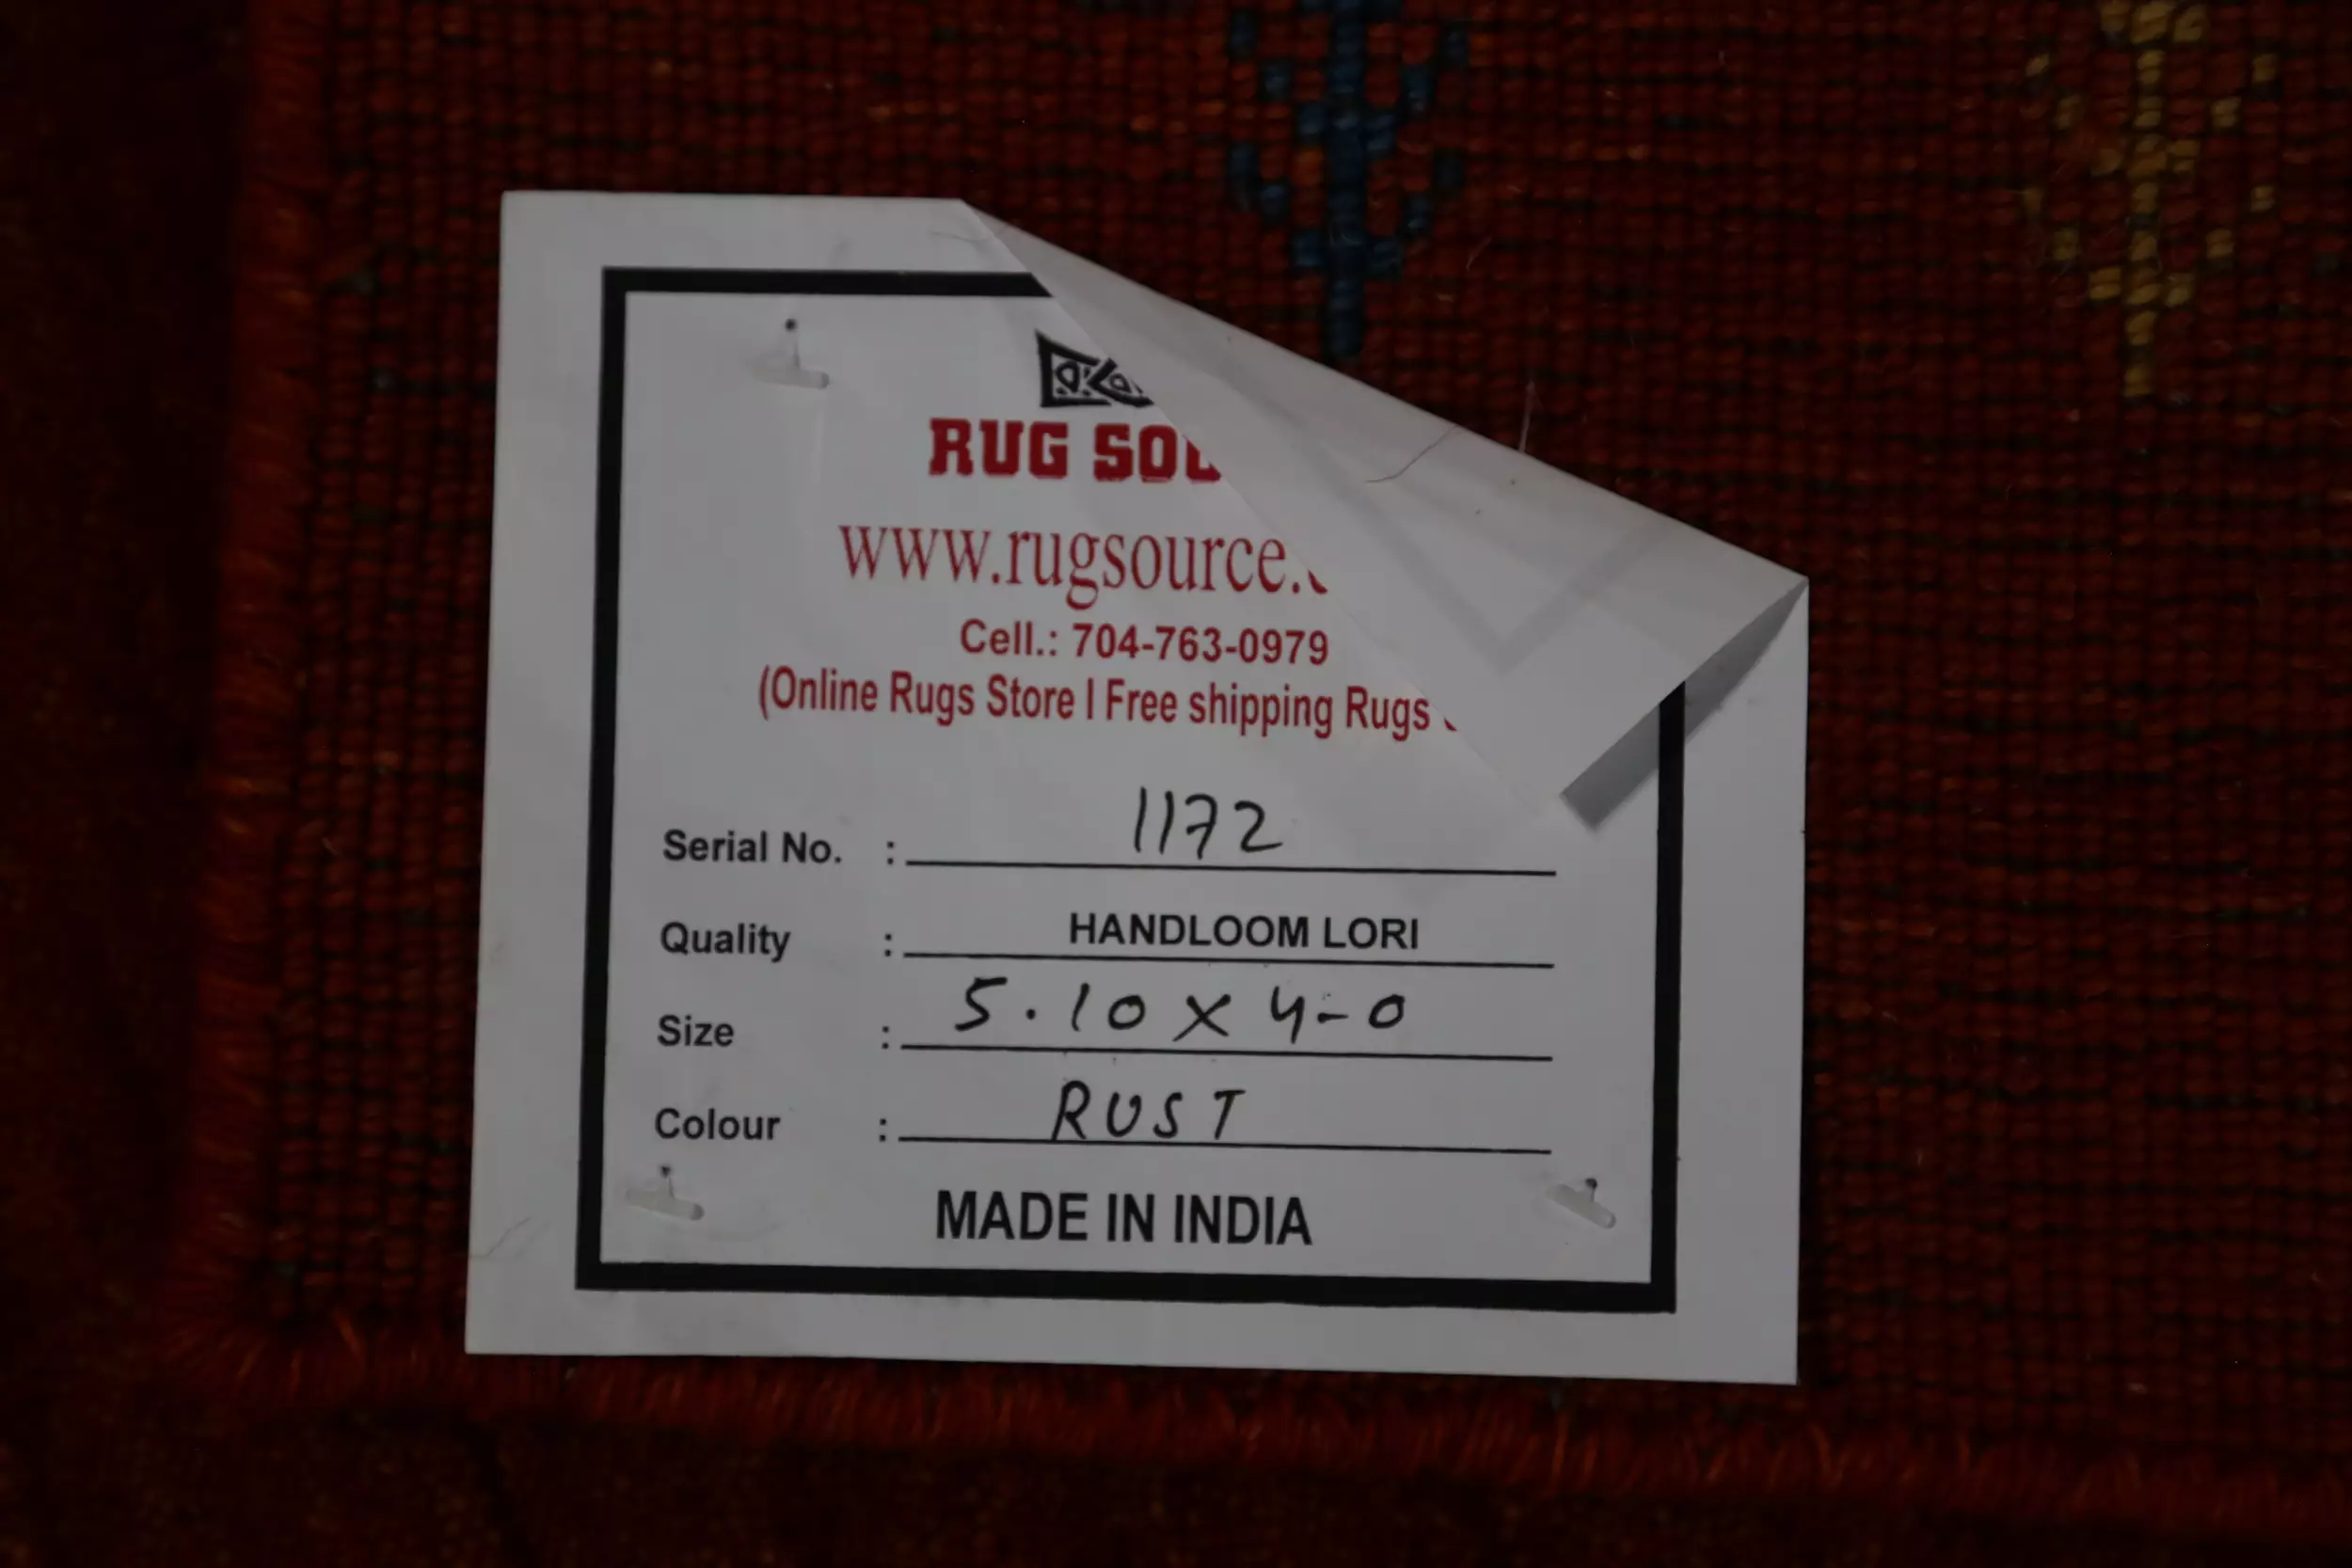 RUG SOU
www.rugsource.
Cell.: 704-763-0979
(Online Rugs Store | Free shipping Rugs
Serial No. : 1172
Quality : HANDLOOM LORI
Size : 5.10 x 4-0
Colour : RUST
MADE IN INDIA